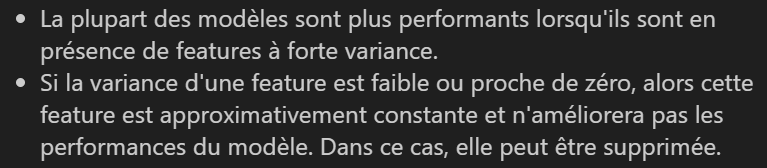 • La plupart des modèles sont plus performants lorsqu'ils sont en
présence de features à forte variance.
• Si la variance d'une feature est faible ou proche de zéro, alors cette
feature est approximativement constante et n'améliorera pas les
performances du modèle. Dans ce cas, elle peut être supprimée.